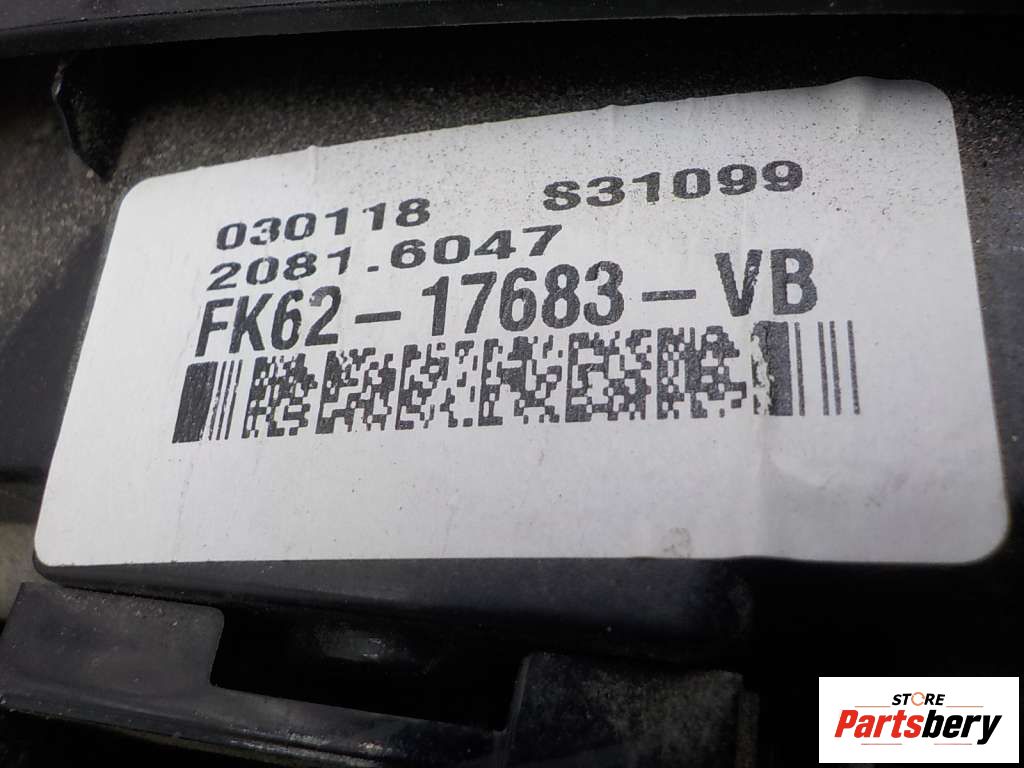 030118 S31099
2081.6047
FK62-17683-VB
STORE
Partsbery